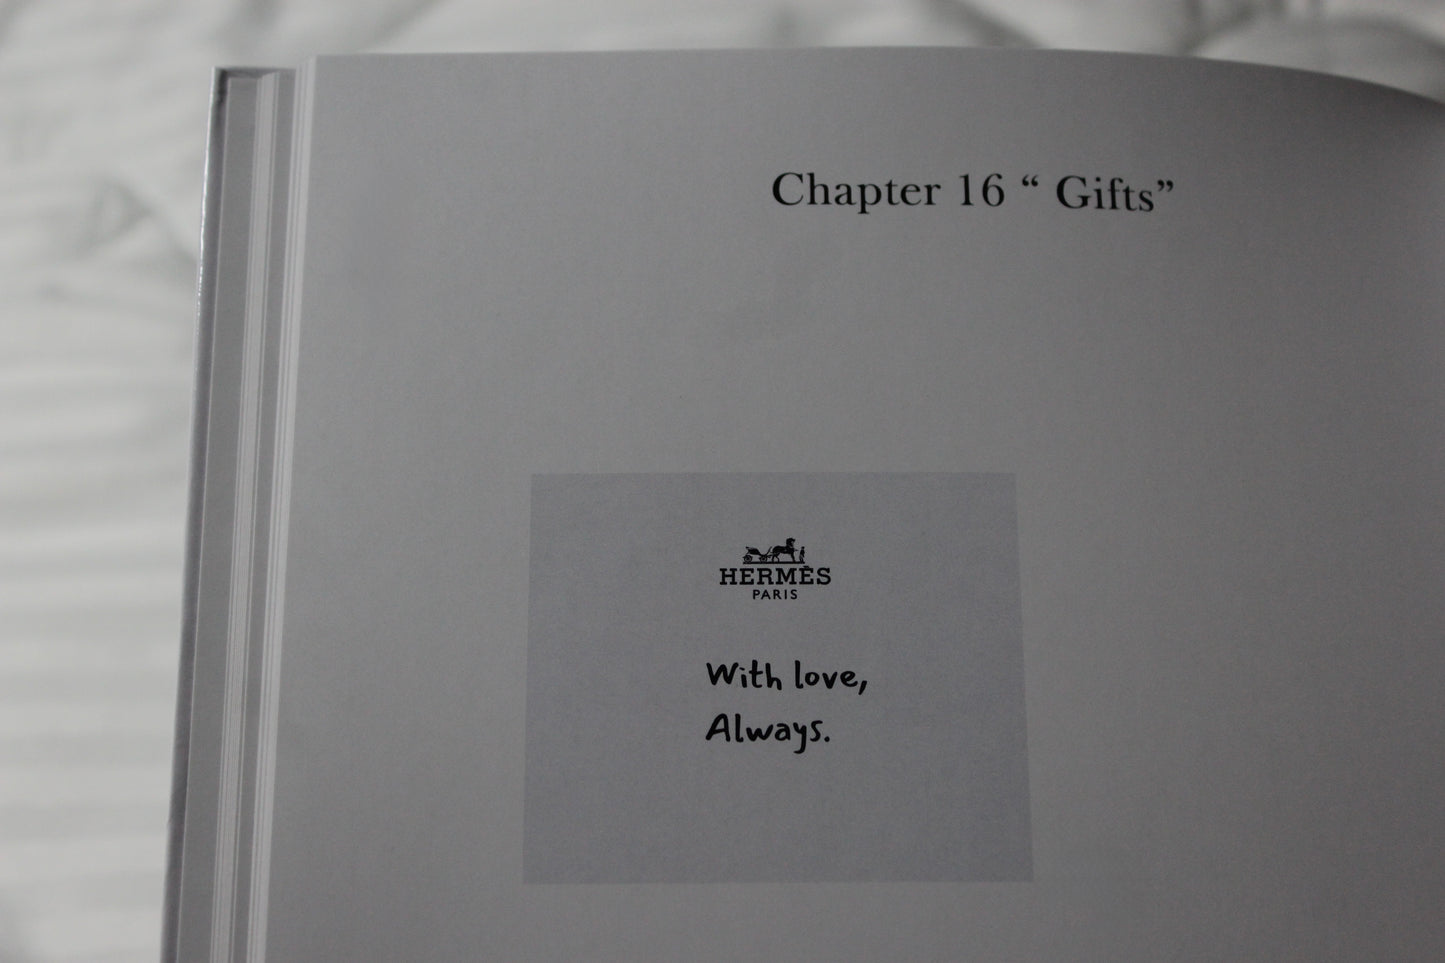 Chapter 16 “ Gifts”
HERMÈS
PARIS
With love,
Always.